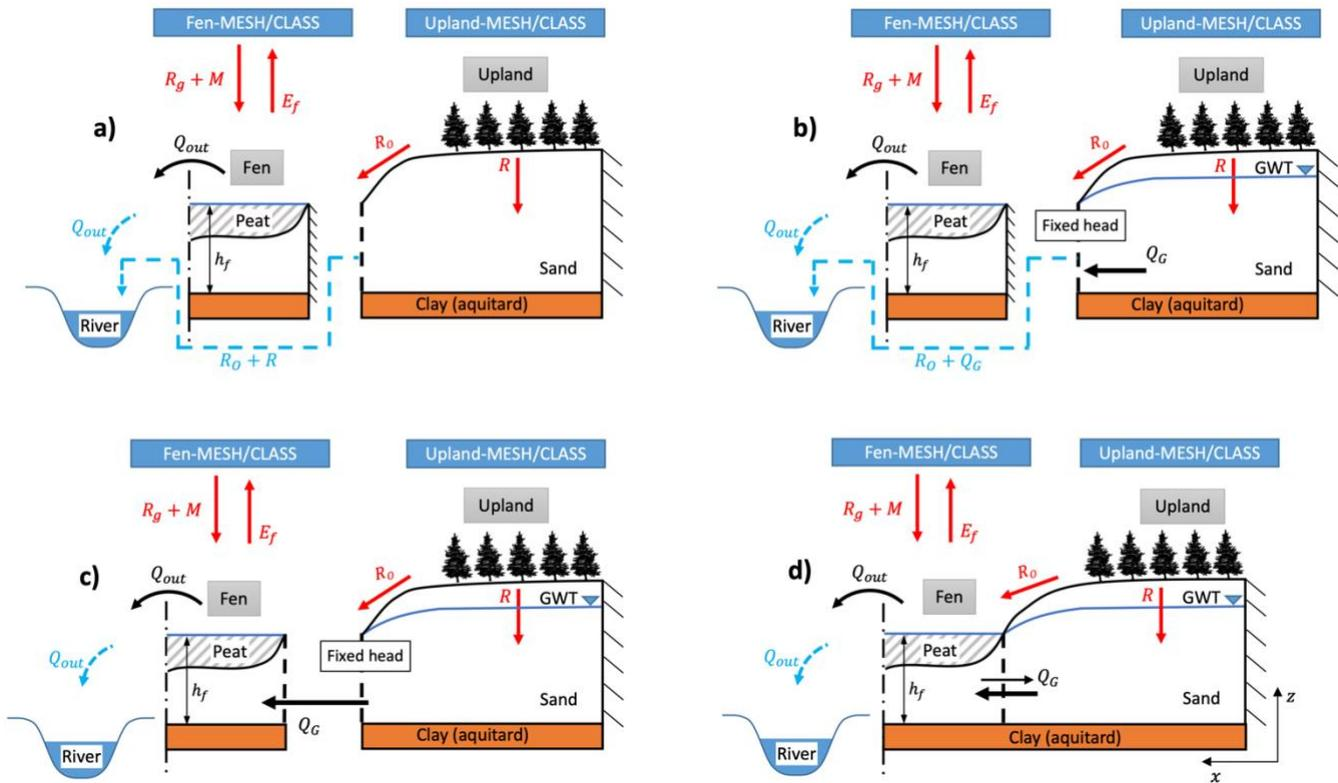 Fen-MESH/CLASS
Upland-MESH/CLASS
R_g + M
E_f
Upland
a)
Q_out
Fen
R_o
R
Peat
Q_out
h_f
Sand
Clay (aquitard)
River
R_O + R
Fen-MESH/CLASS
Upland-MESH/CLASS
R_g + M
E_f
Upland
b)
Q_out
Fen
R_o
R
GWT
Peat
Q_out
Fixed head
h_f
Q_G
Sand
Clay (aquitard)
River
R_O + Q_G
Fen-MESH/CLASS
Upland-MESH/CLASS
R_g + M
E_f
Upland
c)
Q_out
Fen
R_o
R
GWT
Peat
Q_out
Fixed head
h_f
Q_G
Sand
Clay (aquitard)
River
Fen-MESH/CLASS
Upland-MESH/CLASS
R_g + M
E_f
Upland
d)
Q_out
Fen
R_o
R
GWT
Peat
Q_out
h_f
Q_G
Sand
z
Clay (aquitard)
River
x